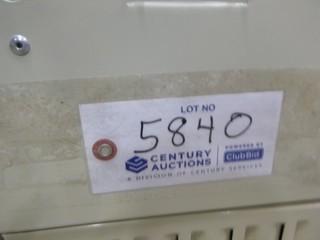 LOT NO
5840
CENTURY AUCTIONS
POWERED BY ClubBid
A DIVISION OF CENTURY SERVICES